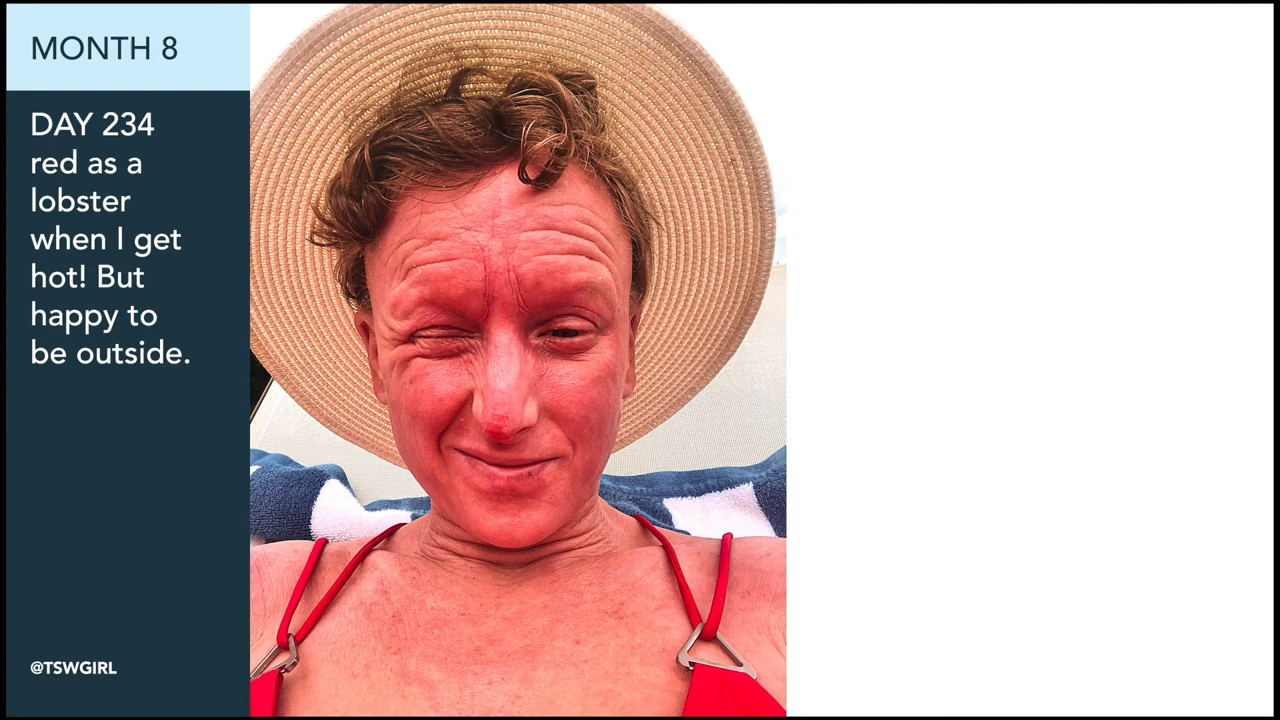 MONTH 8
DAY 234
red as a
lobster
when I get
hot! But
happy to
be outside.
@TSWGIRL